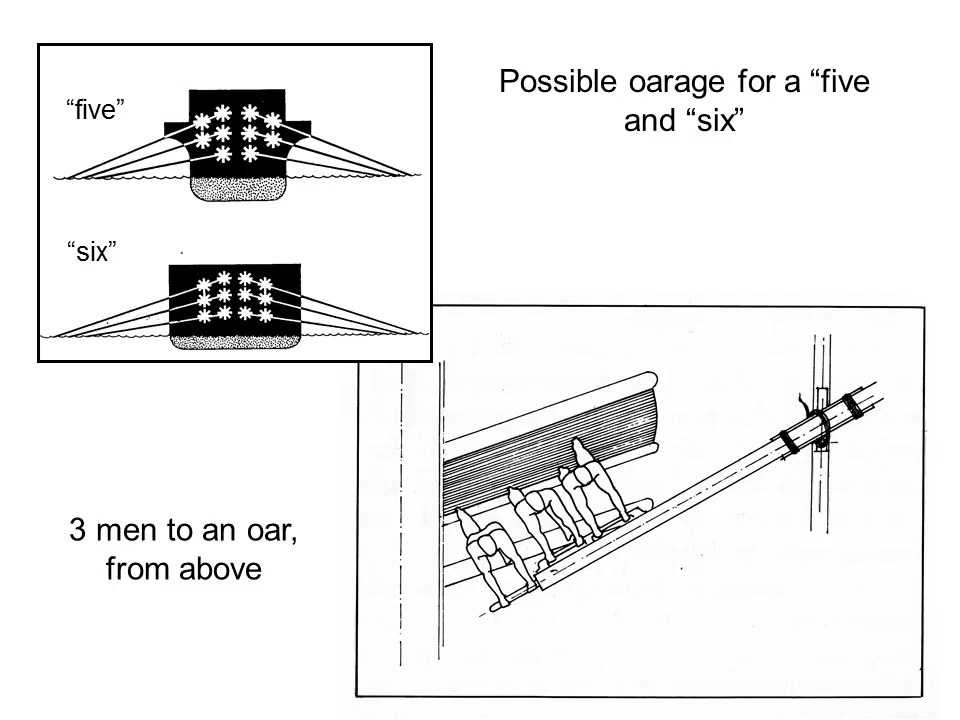 Possible oarage for a “five
and “six”
“five”
“six”
3 men to an oar,
from above